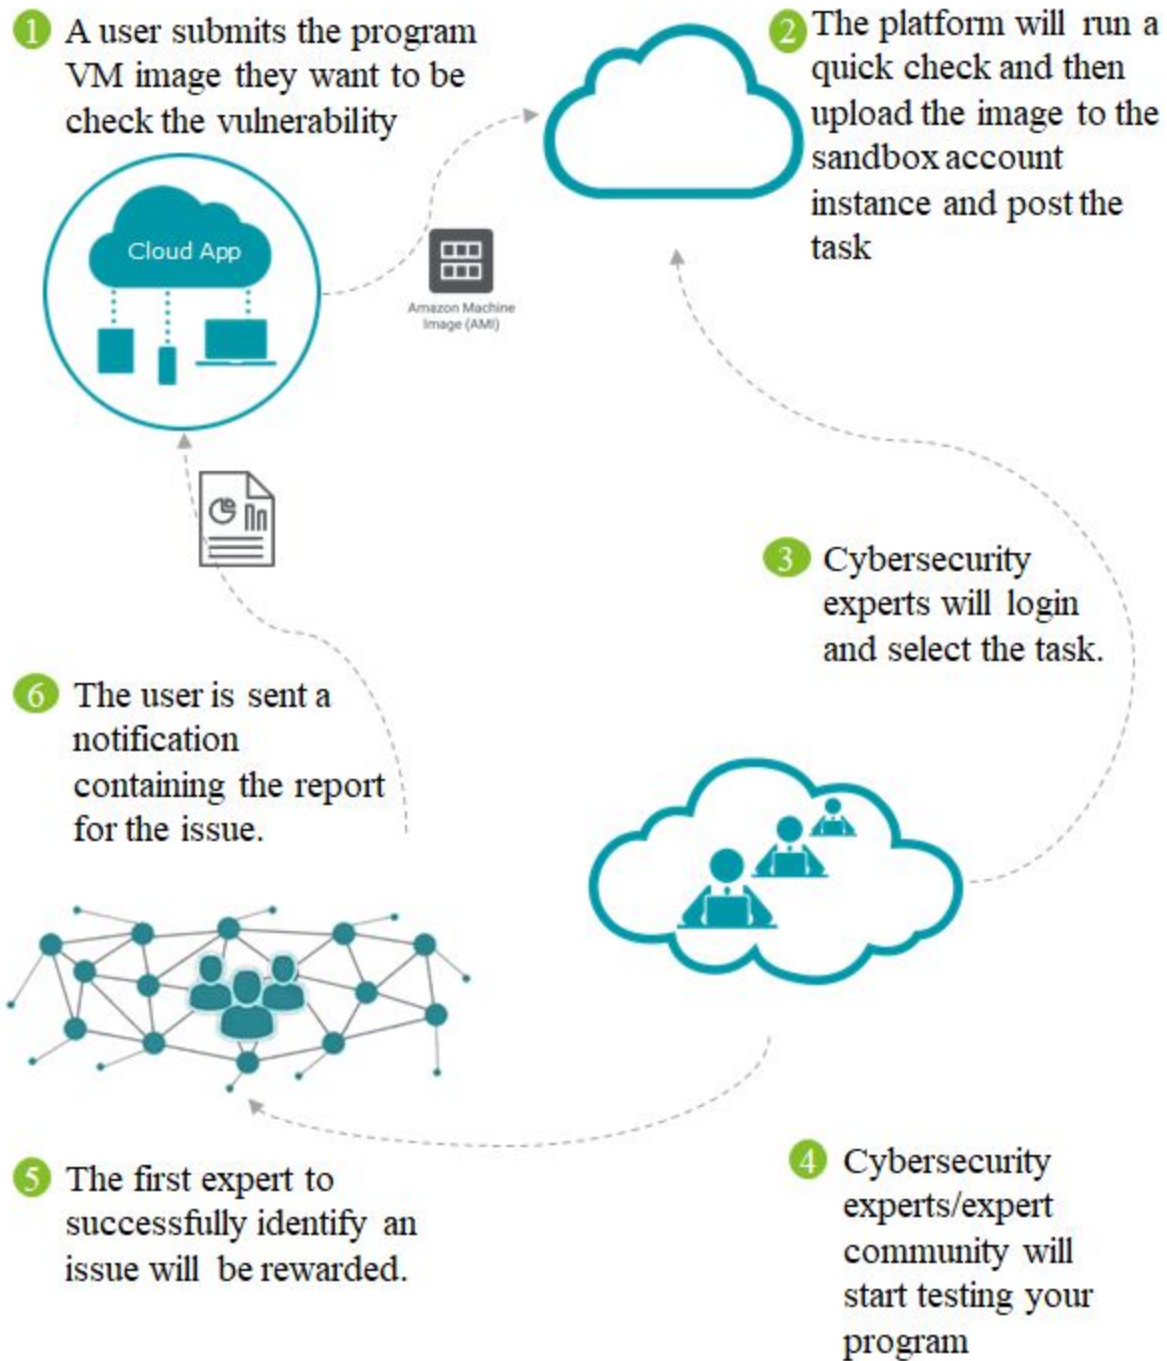 1 A user submits the program
VM image they want to be
check the vulnerability
Cloud App
Amazon Machine
Image (AMI)
2 The platform will run a
quick check and then
upload the image to the
sandbox account
instance and post the
task
3 Cybersecurity
experts will login
and select the task.
4 Cybersecurity
experts/expert
community will
start testing your
program
5 The first expert to
successfully identify an
issue will be rewarded.
6 The user is sent a
notification
containing the report
for the issue.